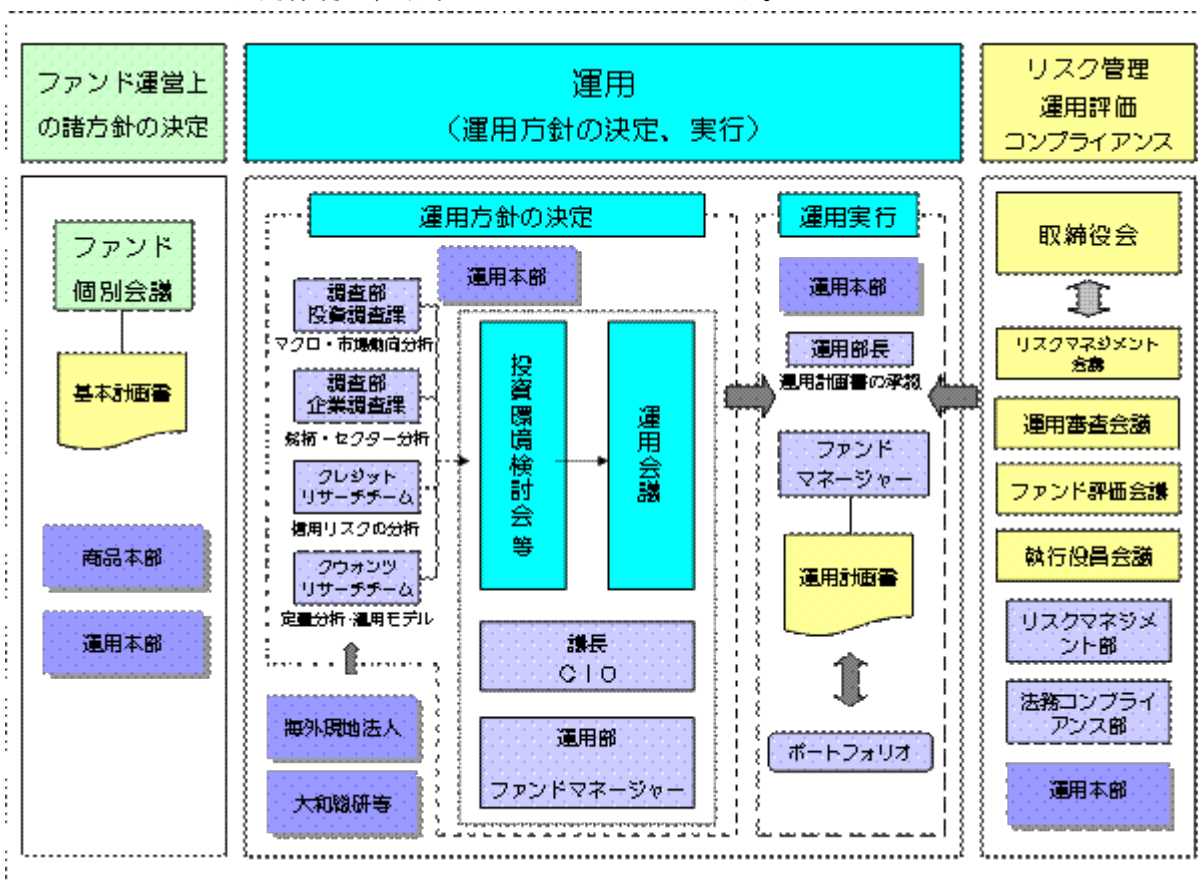 ファンド運営上
の諸方針の決定
運用
（運用方針の決定、実行）
リスク管理
運用評価
コンプライアンス
ファンド
個別会議
基本計画書
商品本部
運用本部
運用方針の決定
運用本部
調査部
投資調査課
マクロ・市場動向分析
調査部
企業調査課
銘柄・セクター分析
クレジット
リサーチチーム
信用リスクの分析
クウォンツ
リサーチチーム
定量分析・運用モデル
海外現地法人
大和総研等
投資環境検討会等
運用会議
議長
ＣＩＯ
運用部
ファンドマネージャー
運用実行
運用本部
運用部長
運用計画書の承認
ファンド
マネージャー
運用計画書
ポートフォリオ
取締役会
リスクマネジメント
会議
運用審査会議
ファンド評価会議
執行役員会議
リスクマネジメ
ント部
法務コンプライ
アンス部
運用本部